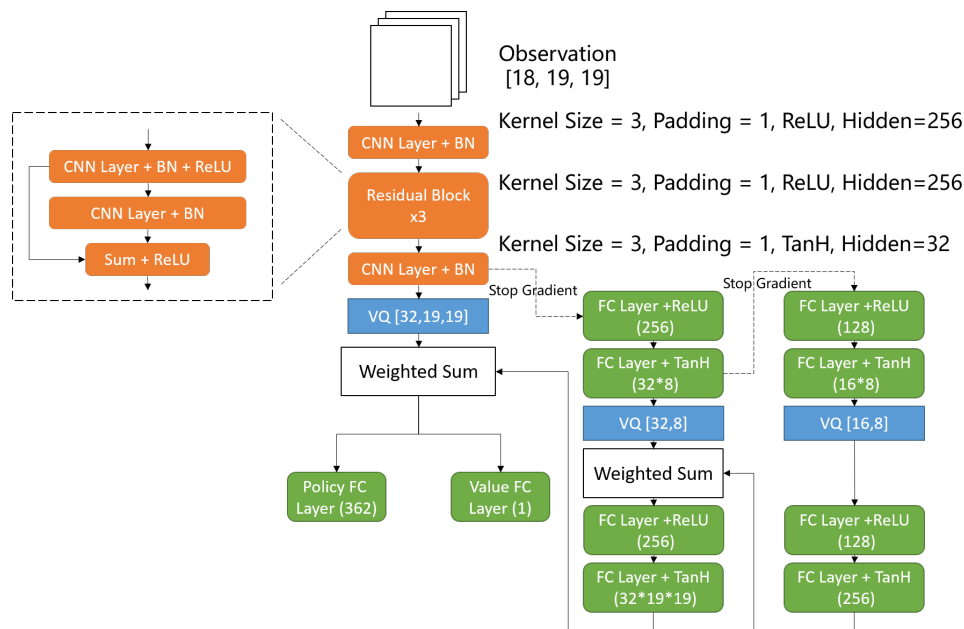 Observation
[18, 19, 19]
Kernel Size = 3, Padding = 1, ReLU, Hidden=256
CNN Layer + BN
CNN Layer + BN + ReLU
CNN Layer + BN
Sum + ReLU
Residual Block
x3
Kernel Size = 3, Padding = 1, ReLU, Hidden=256
Kernel Size = 3, Padding = 1, TanH, Hidden=32
CNN Layer + BN
Stop Gradient
Stop Gradient
VQ [32,19,19]
Weighted Sum
Policy FC
Layer (362)
Value FC
Layer (1)
FC Layer +ReLU
(256)
FC Layer + TanH
(32*8)
VQ [32,8]
Weighted Sum
FC Layer +ReLU
(256)
FC Layer + TanH
(32*19*19)
FC Layer +ReLU
(128)
FC Layer + TanH
(16*8)
VQ [16,8]
FC Layer +ReLU
(128)
FC Layer + TanH
(256)